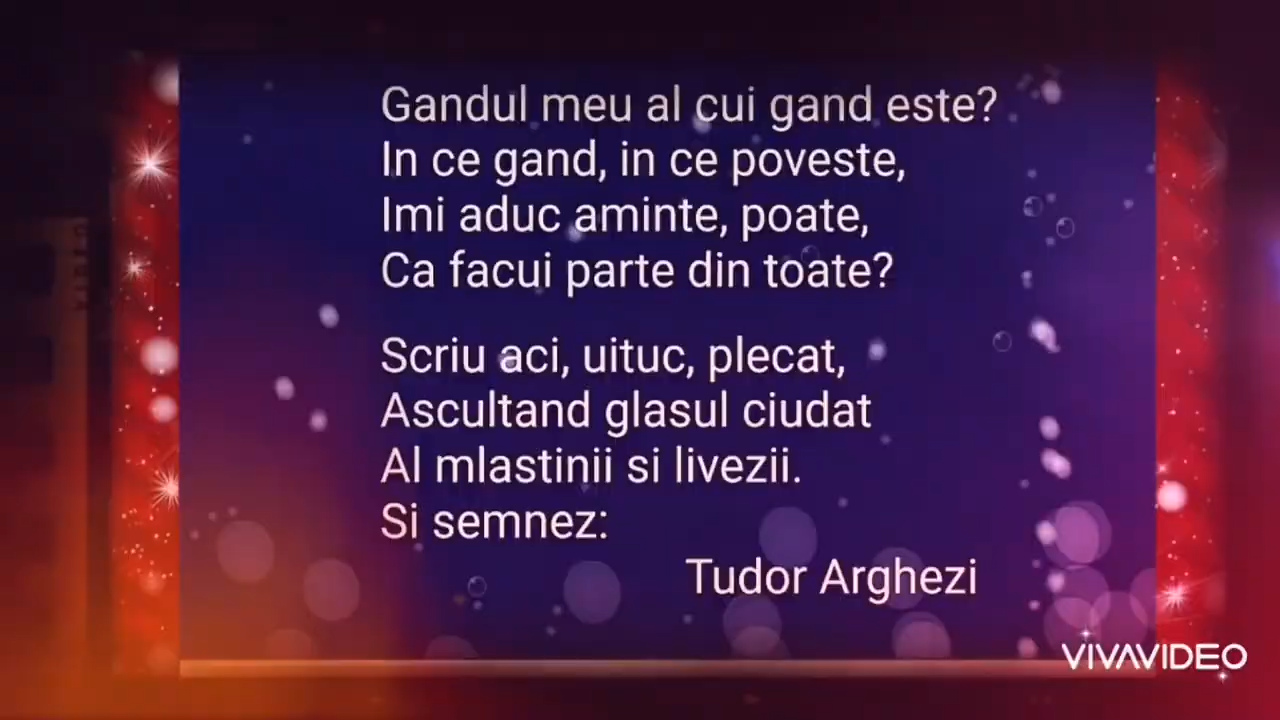 Gandul meu al cui gand este?
In ce gand, in ce poveste,
Imi aduc aminte, poate,
Ca facui parte din toate?
Scriu aci, uituc, plecat,
Ascultand glasul ciudat
Al mlastinii si livezii.
Si semnez:
Tudor Arghezi
VIVAVIDEO